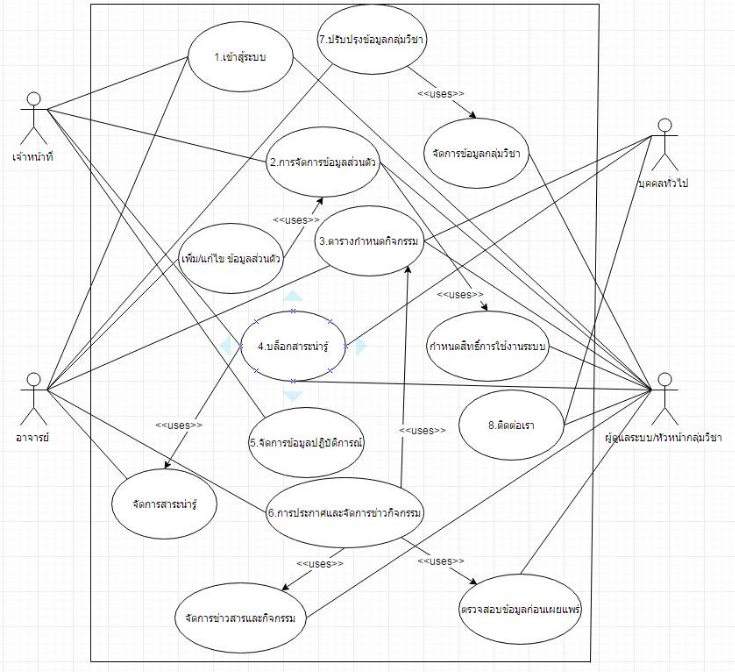 7.ปรับปรุงข้อมูลกลุ่มวิชา
1.เข้าสู่ระบบ
<<uses>>
เจ้าหน้าที่
2.การจัดการข้อมูลส่วนตัว
จัดการข้อมูลกลุ่มวิชา
บุคคลทั่วไป
<<uses>>
3.ตารางกำหนดกิจกรรม
เพิ่ม/แก้ไข ข้อมูลส่วนตัว
<<uses>>
4.บล็อกสาระน่ารู้
กำหนดสิทธิ์การใช้งานระบบ
<<uses>>
8.ติดต่อเรา
<<uses>>
อาจารย์
ผู้ดูแลระบบ/หัวหน้ากลุ่มวิชา
5.จัดการข้อมูลปฏิบัติการณ์
จัดการสาระน่ารู้
6.การประกาศและจัดการข่าวกิจกรรม
<<uses>>
<<uses>>
ตรวจสอบข้อมูลก่อนเผยแพร่
จัดการข่าวสารและกิจกรรม